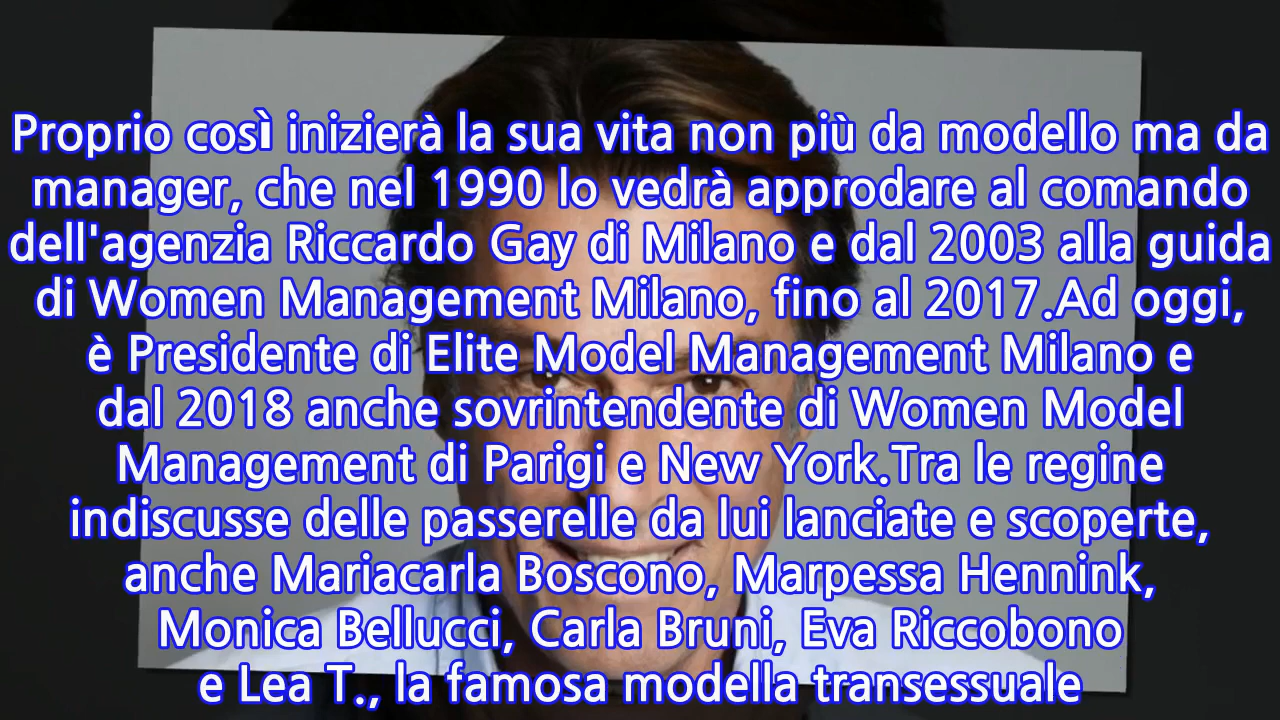 Proprio così inizierà la sua vita non più da modello ma da
manager, che nel 1990 lo vedrà approdare al comando
dell'agenzia Riccardo Gay di Milano e dal 2003 alla guida
di Women Management Milano, fino al 2017.Ad oggi,
è Presidente di Elite Model Management Milano e
dal 2018 anche sovrintendente di Women Model
Management di Parigi e New York.Tra le regine
indiscusse delle passerelle da lui lanciate e scoperte,
anche Mariacarla Boscono, Marpessa Hennink,
Monica Bellucci, Carla Bruni, Eva Riccobono
e Lea T., la famosa modella transessuale